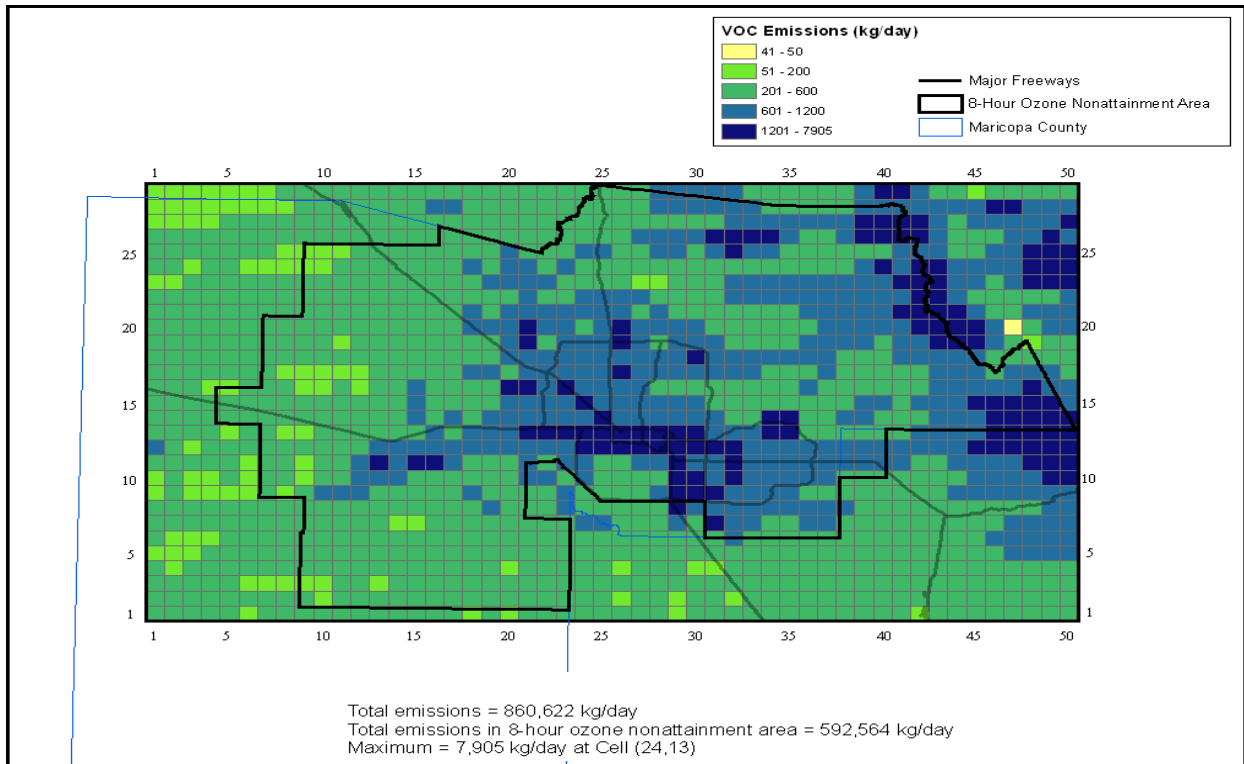 VOC Emissions (kg/day)
41 - 50
51 - 200
201 - 600
601 - 1200
1201 - 7905
Major Freeways
8-Hour Ozone Nonattainment Area
Maricopa County
1 5 10 15 20 25 30 35 40 45 50
25 25
20 20
15 15
10 10
5 5
1 1
1 5 10 15 20 25 30 35 40 45 50
Total emissions = 860,622 kg/day
Total emissions in 8-hour ozone nonattainment area = 592,564 kg/day
Maximum = 7,905 kg/day at Cell (24,13)